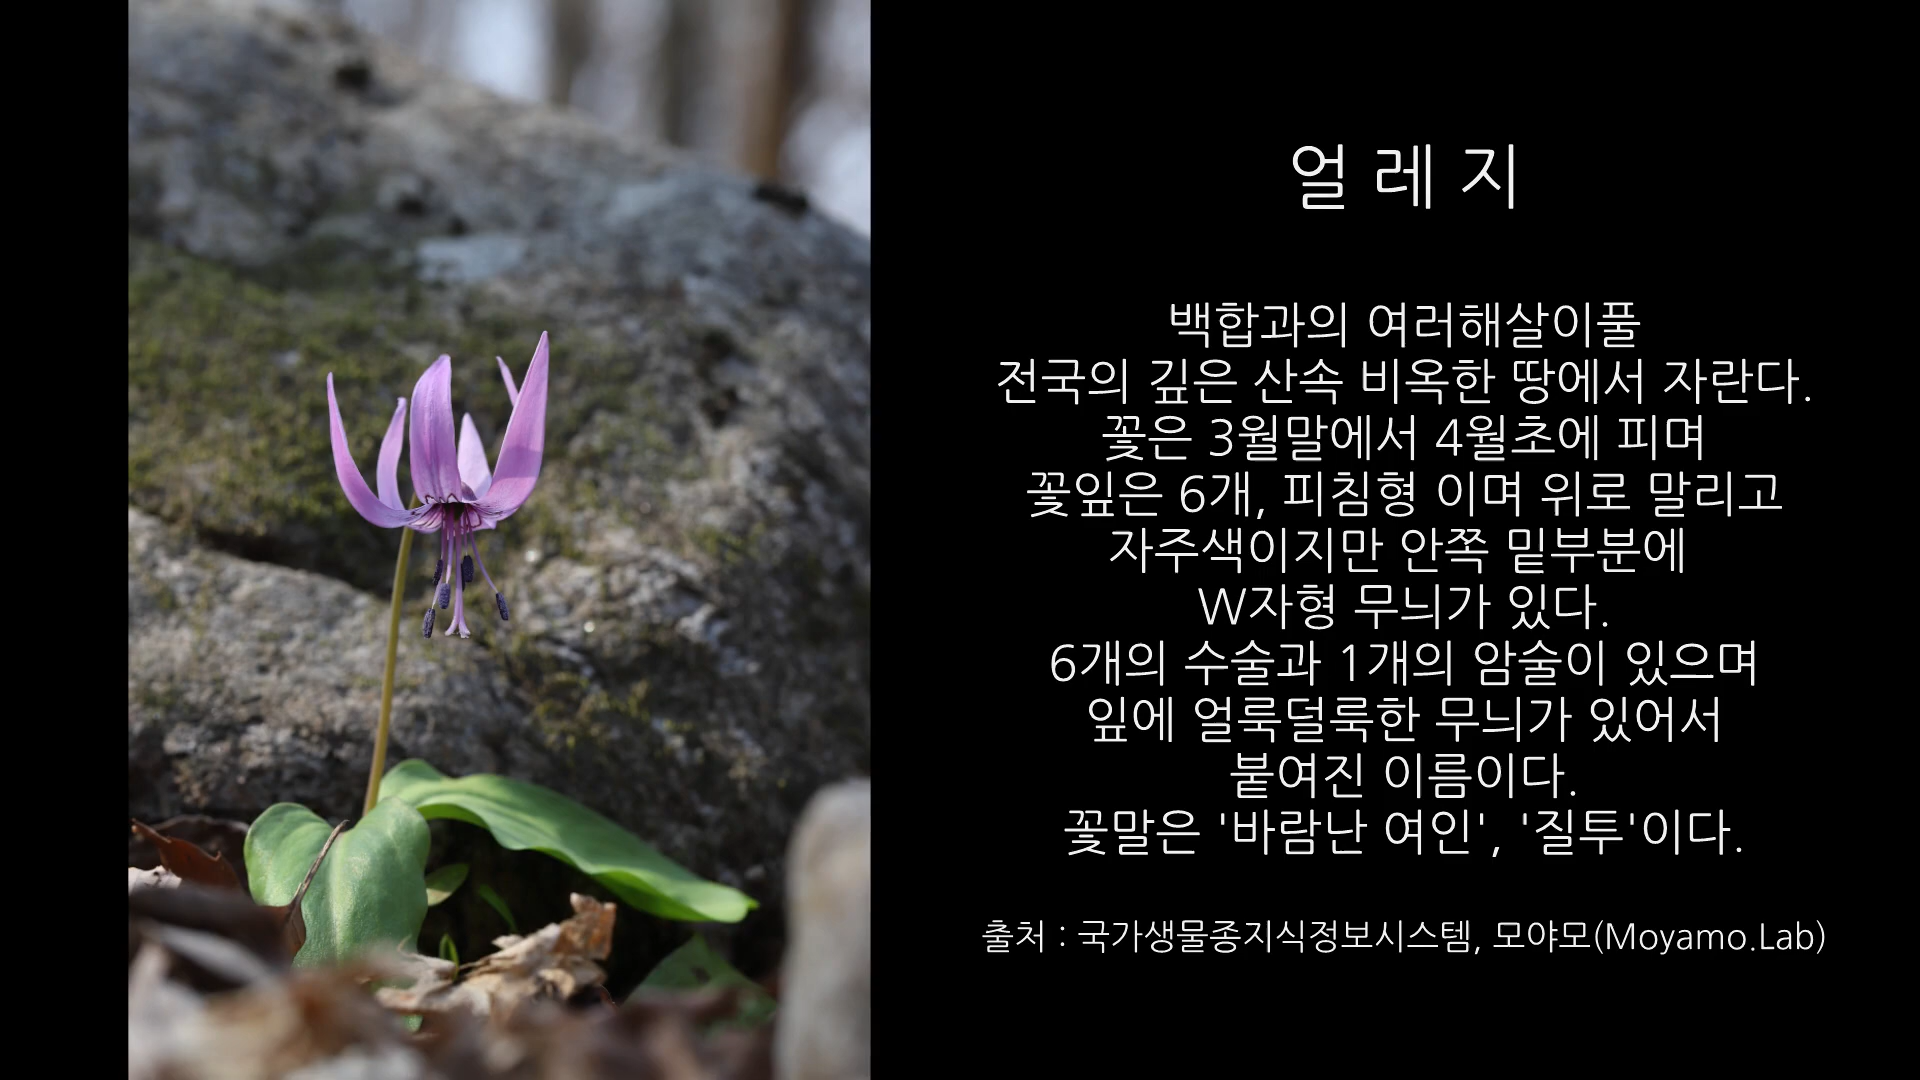 얼 레 지
백합과의 여러해살이풀
전국의 깊은 산속 비옥한 땅에서 자란다.
꽃은 3월말에서 4월초에 피며
꽃잎은 6개, 피침형 이며 위로 말리고
자주색이지만 안쪽 밑부분에
W자형 무늬가 있다.
6개의 수술과 1개의 암술이 있으며
잎에 얼룩덜룩한 무늬가 있어서
붙여진 이름이다.
꽃말은 '바람난 여인', '질투'이다.
출처 : 국가생물종지식정보시스템, 모야모(Moyamo.Lab)